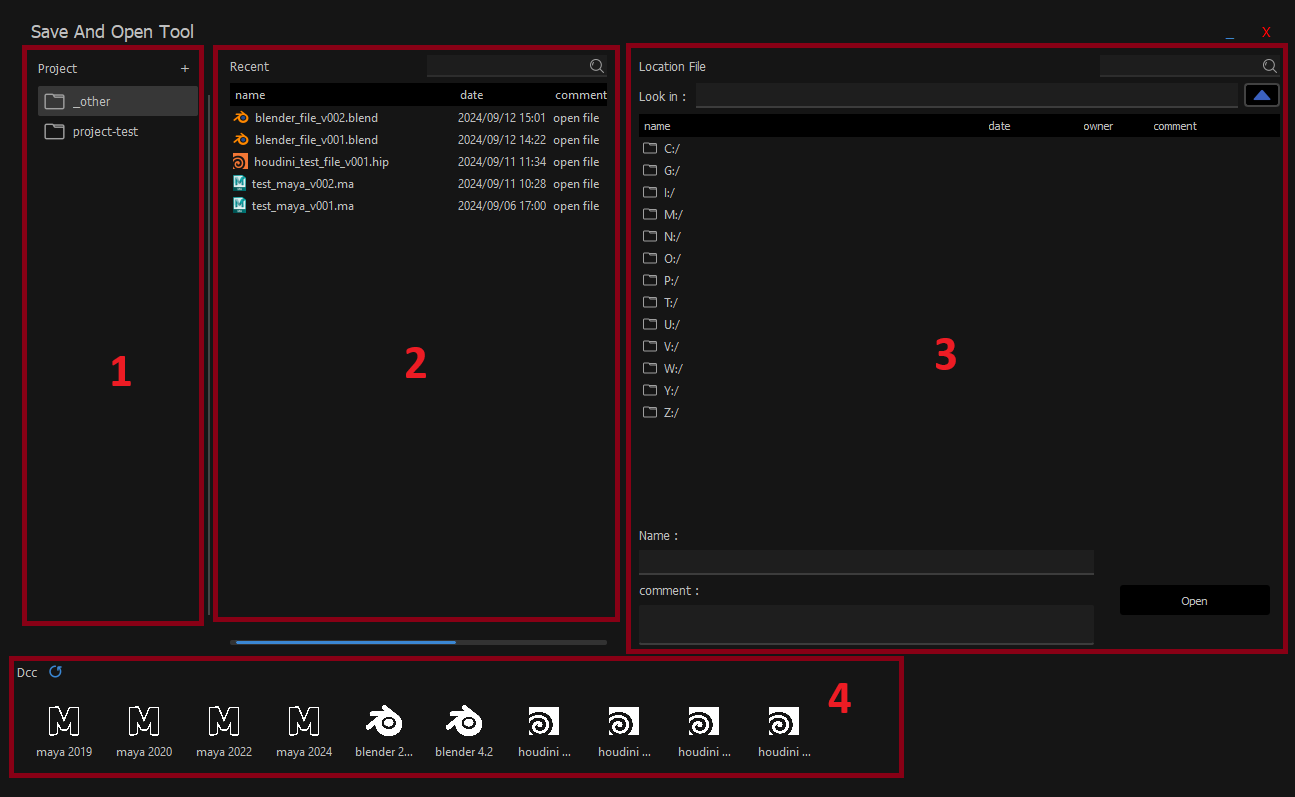 Save And Open Tool
_ X
Project +
_other
project-test
1
Recent
name date comment
blender_file_v002.blend 2024/09/12 15:01 open file
blender_file_v001.blend 2024/09/12 14:22 open file
houdini_test_file_v001.hip 2024/09/11 11:34 open file
test_maya_v002.ma 2024/09/11 10:28 open file
test_maya_v001.ma 2024/09/06 17:00 open file
2
Location File
Look in :
name date owner comment
C:/
G:/
I:/
M:/
N:/
O:/
P:/
T:/
U:/
V:/
W:/
Y:/
Z:/
3
Name :
comment :
Open
Dcc
4
maya 2019 maya 2020 maya 2022 maya 2024 blender 2... blender 4.2 houdini ... houdini ... houdini ... houdini ...